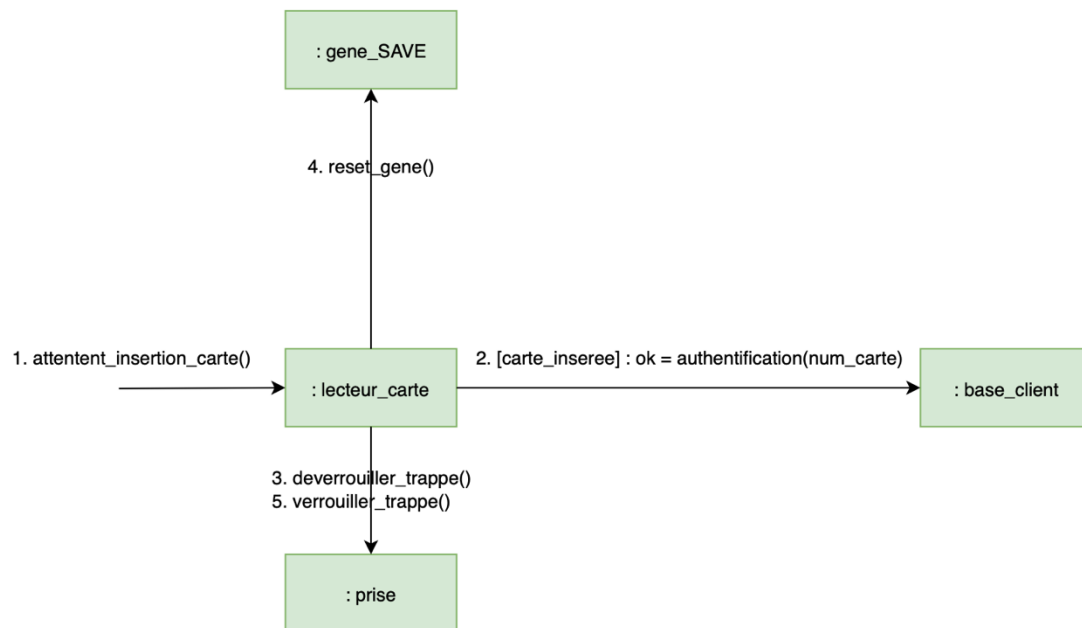 : gene_SAVE
4. reset_gene()
1. attentent_insertion_carte()
2. [carte_inseree] : ok = authentification(num_carte)
: lecteur_carte
: base_client
3. deverrouiller_trappe()
5. verrouiller_trappe()
: prise